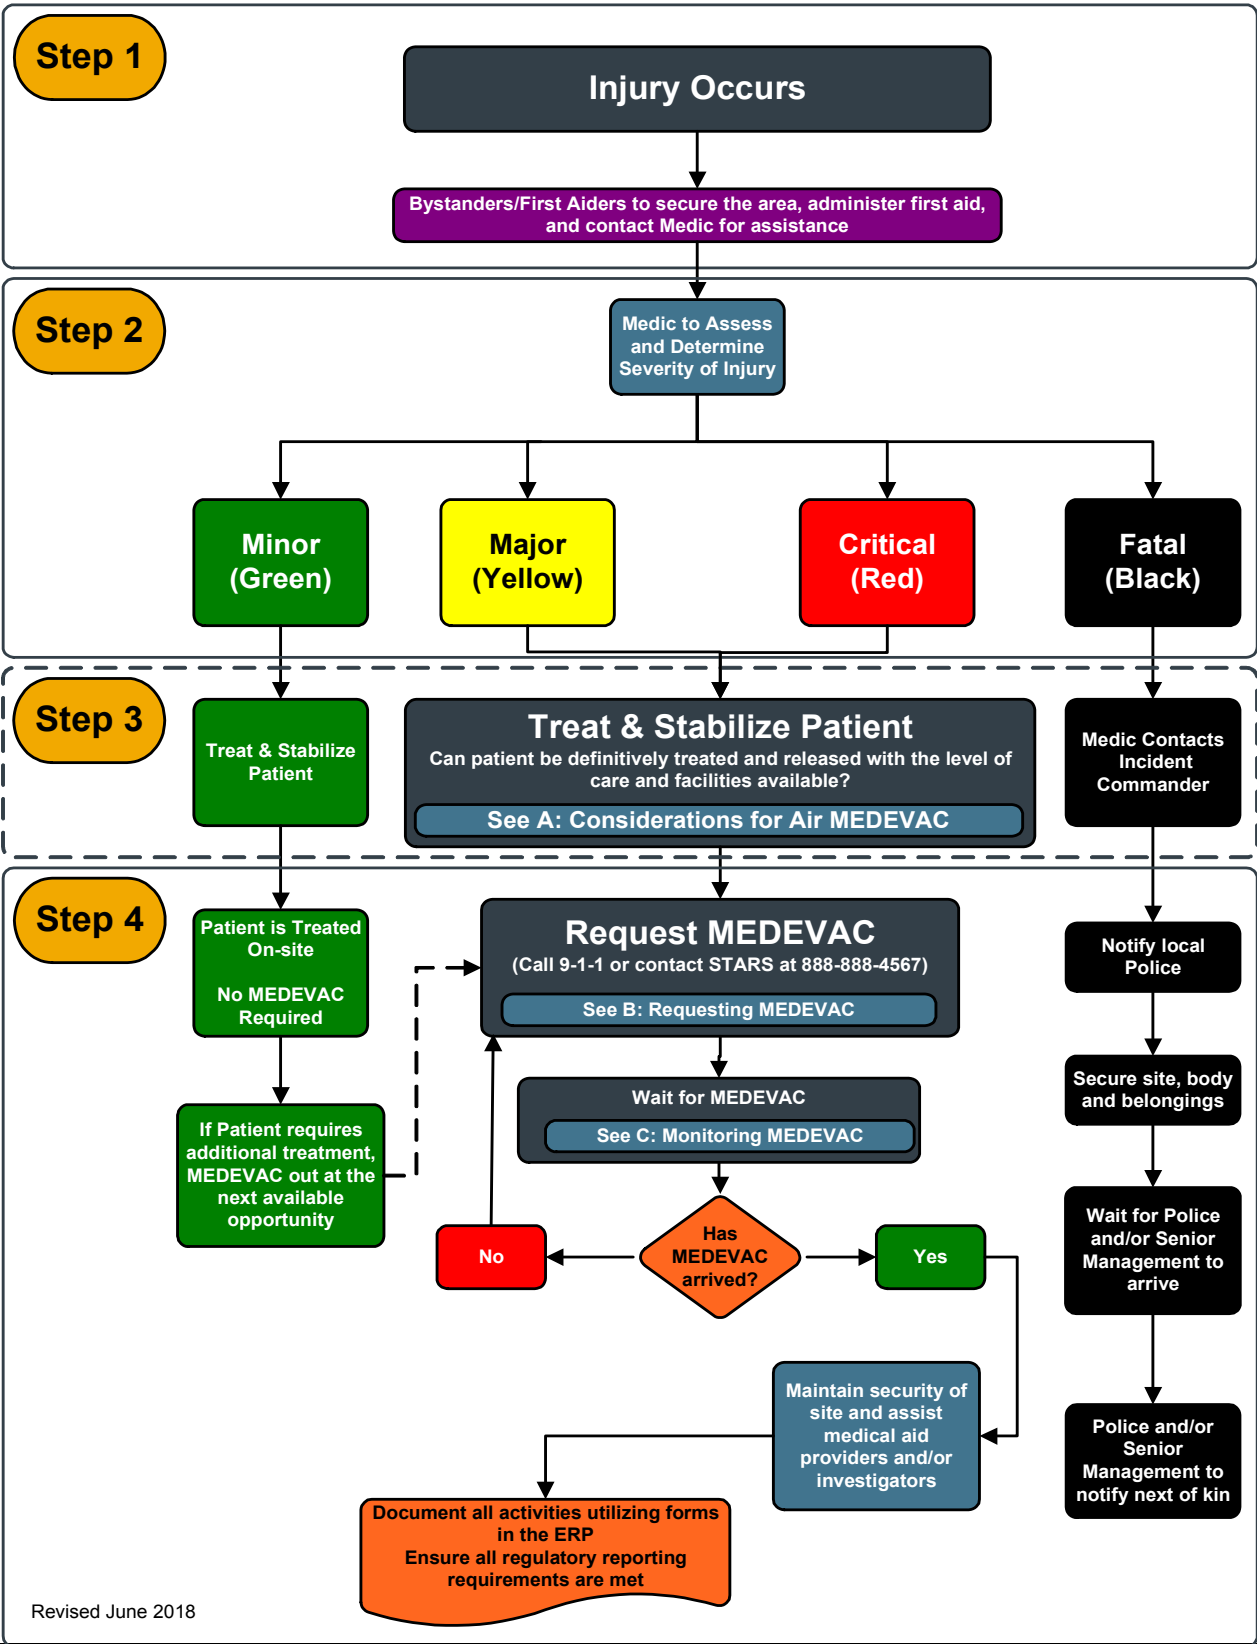 Step 1
Injury Occurs
Bystanders/First Aiders to secure the area, administer first aid,
and contact Medic for assistance
Step 2
Medic to Assess
and Determine
Severity of Injury
Minor
(Green)
Major
(Yellow)
Critical
(Red)
Fatal
(Black)
Step 3
Treat & Stabilize
Patient
Treat & Stabilize Patient
Can patient be definitively treated and released with the level of
care and facilities available?
See A: Considerations for Air MEDEVAC
Medic Contacts
Incident
Commander
Step 4
Patient is Treated
On-site
No MEDEVAC
Required
If Patient requires
additional treatment,
MEDEVAC out at the
next available
opportunity
Request MEDEVAC
(Call 9-1-1 or contact STARS at 888-888-4567)
See B: Requesting MEDEVAC
Wait for MEDEVAC
See C: Monitoring MEDEVAC
Has
MEDEVAC
arrived?
No
Yes
Maintain security of
site and assist
medical aid
providers and/or
investigators
Document all activities utilizing forms
in the ERP
Ensure all regulatory reporting
requirements are met
Notify local
Police
Secure site, body
and belongings
Wait for Police
and/or Senior
Management to
arrive
Police and/or
Senior
Management to
notify next of kin
Revised June 2018